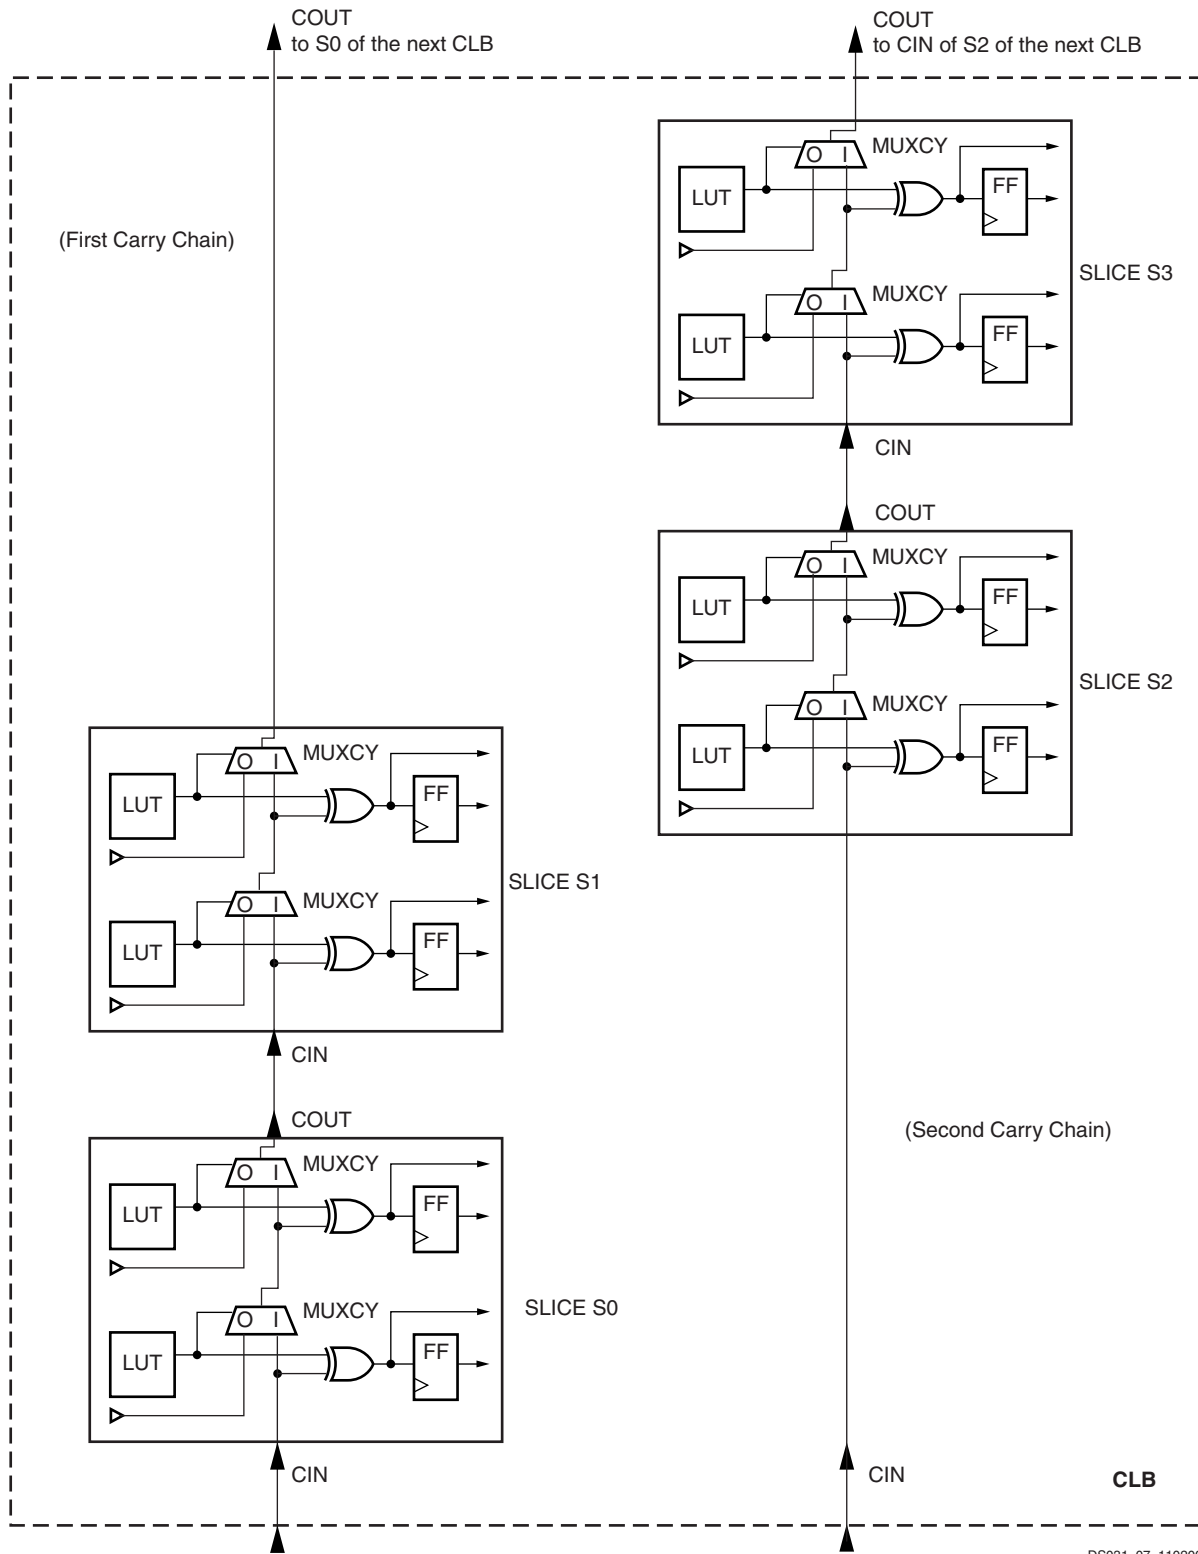 COUT
to S0 of the next CLB
COUT
to CIN of S2 of the next CLB
(First Carry Chain)
O I
MUXCY
LUT
FF
SLICE S3
O I
MUXCY
LUT
FF
CIN
COUT
O I
MUXCY
LUT
FF
SLICE S2
O I
MUXCY
LUT
FF
O I
MUXCY
LUT
FF
SLICE S1
O I
MUXCY
LUT
FF
CIN
COUT
(Second Carry Chain)
O I
MUXCY
LUT
FF
SLICE S0
O I
MUXCY
LUT
FF
CIN
CIN
CLB